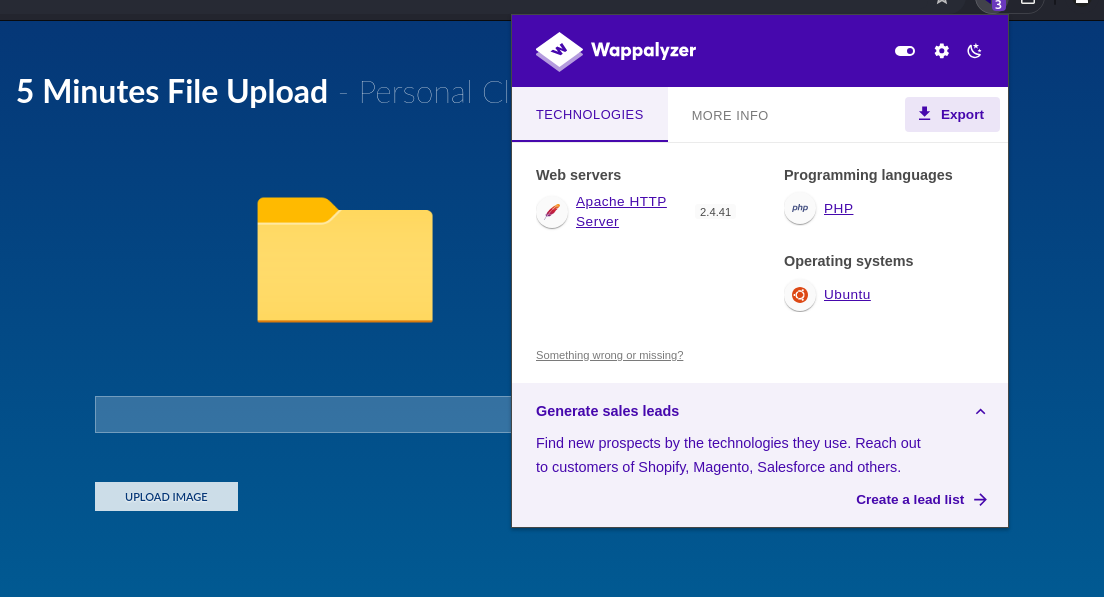 3
Wappalyzer
5 Minutes File Upload - Personal Cl
TECHNOLOGIES
MORE INFO
Export
Web servers
Apache HTTP
Server
2.4.41
Programming languages
php
PHP
Operating systems
Ubuntu
Something wrong or missing?
UPLOAD IMAGE
Generate sales leads
Find new prospects by the technologies they use. Reach out
to customers of Shopify, Magento, Salesforce and others.
Create a lead list